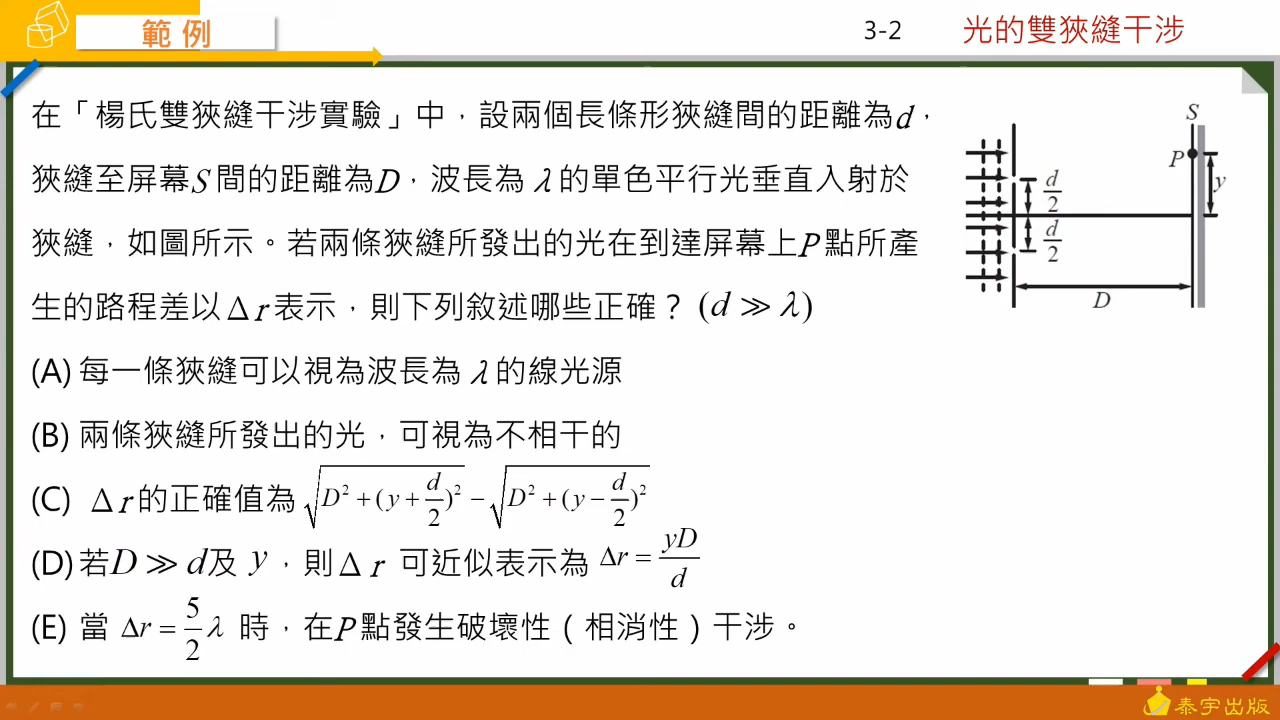 範例
3-2 光的雙狹縫干涉
在「楊氏雙狹縫干涉實驗」中，設兩個長條形狹縫間的距離為d，
狹縫至屏幕S間的距離為D，波長為λ的單色平行光垂直入射於
狹縫，如圖所示。若兩條狹縫所發出的光在到達屏幕上P點所產
生的路程差以Δr表示，則下列敘述哪些正確？(d≫λ)
(A) 每一條狹縫可以視為波長為λ的線光源
(B) 兩條狹縫所發出的光，可視為不相干的
(C) Δr的正確值為 √(D²+(y+d/2)²) − √(D²+(y−d/2)²)
(D) 若D≫d及y，則Δr可近似表示為 Δr = yD/d
(E) 當 Δr = 5/2 λ 時，在P點發生破壞性（相消性）干涉。
S
P
y
d/2
d/2
D
泰宇出版